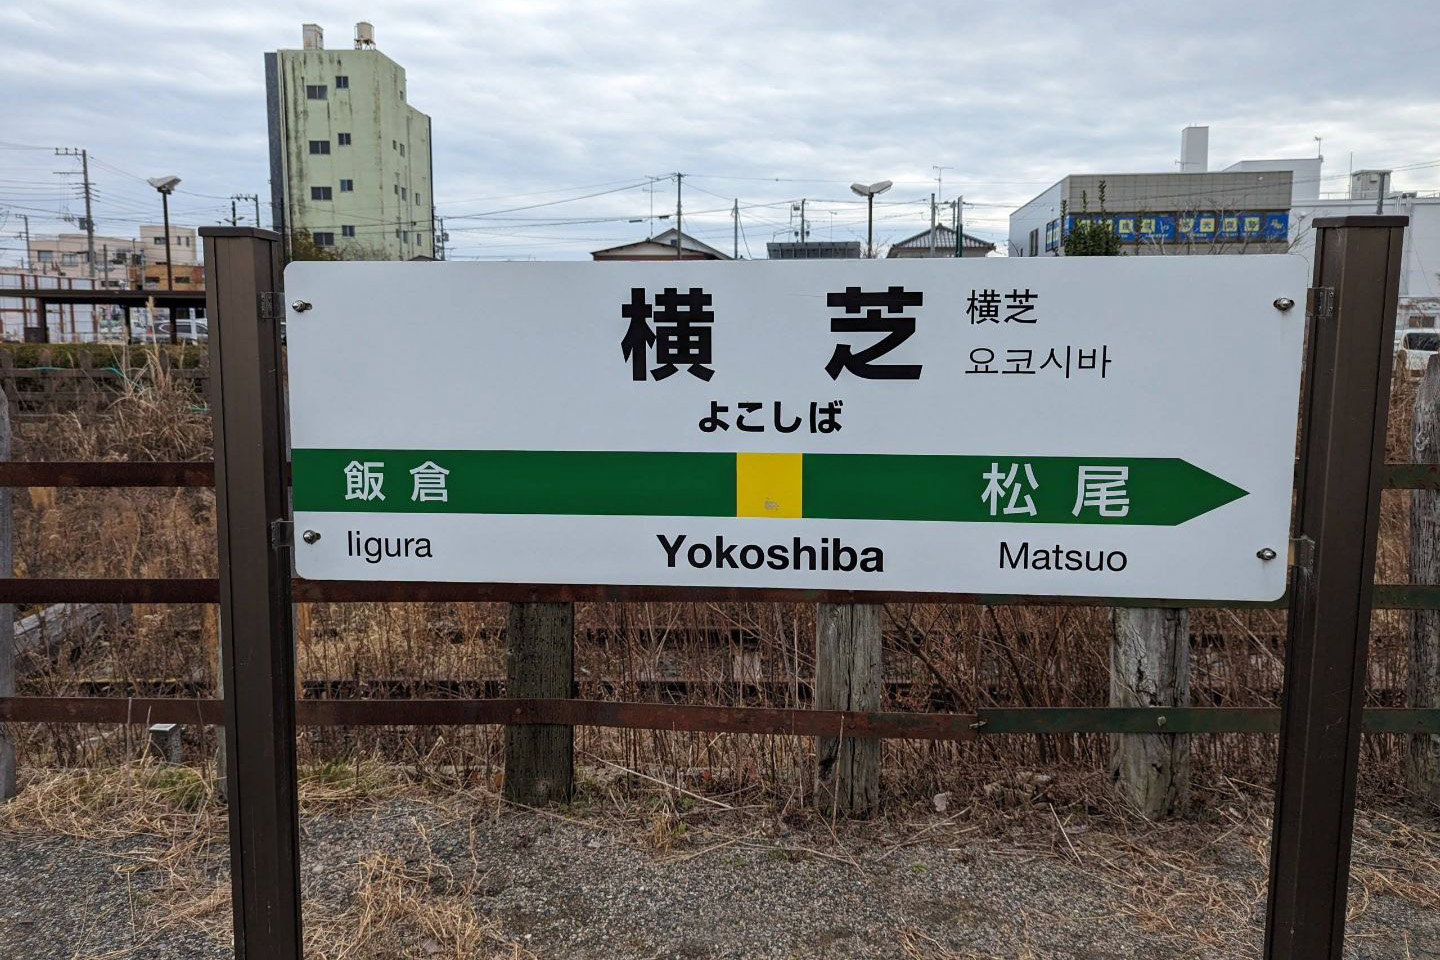 横芝
横芝
요코시바
よこしば
飯倉
松尾
Iigura
Yokoshiba
Matsuo